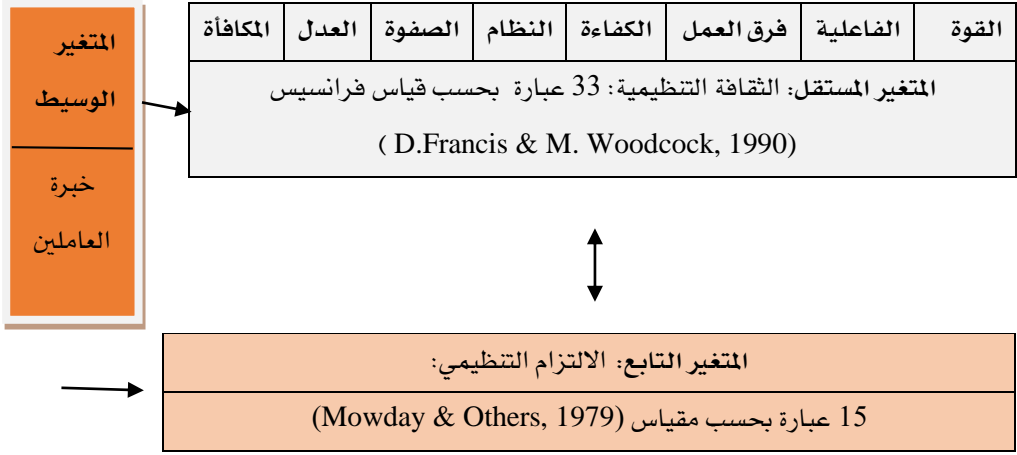 القوة الفاعلية فرق العمل الكفاءة النظام الصفوة العدل المكافأة
المتغير المستقل: الثقافة التنظيمية: 33 عبارة بحسب قياس فرانسيس
( D.Francis & M. Woodcock, 1990)
المتغير
الوسيط
خبرة
العاملين
المتغير التابع: الالتزام التنظيمي:
15 عبارة بحسب مقياس (Mowday & Others, 1979)